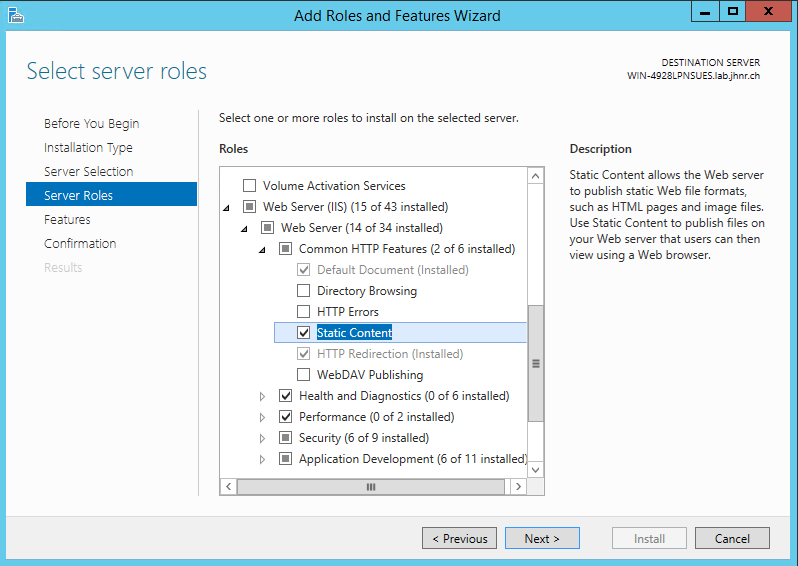 Add Roles and Features Wizard
Select server roles
DESTINATION SERVER
WIN-4928LPNSUES.lab.jhnr.ch
Before You Begin
Installation Type
Server Selection
Server Roles
Features
Confirmation
Results
Select one or more roles to install on the selected server.
Roles
Volume Activation Services
Web Server (IIS) (15 of 43 installed)
Web Server (14 of 34 installed)
Common HTTP Features (2 of 6 installed)
Default Document (Installed)
Directory Browsing
HTTP Errors
Static Content
HTTP Redirection (Installed)
WebDAV Publishing
Health and Diagnostics (0 of 6 installed)
Performance (0 of 2 installed)
Security (6 of 9 installed)
Application Development (6 of 11 installed)
Description
Static Content allows the Web server
to publish static Web file formats,
such as HTML pages and image files.
Use Static Content to publish files on
your Web server that users can then
view using a Web browser.
< Previous
Next >
Install
Cancel